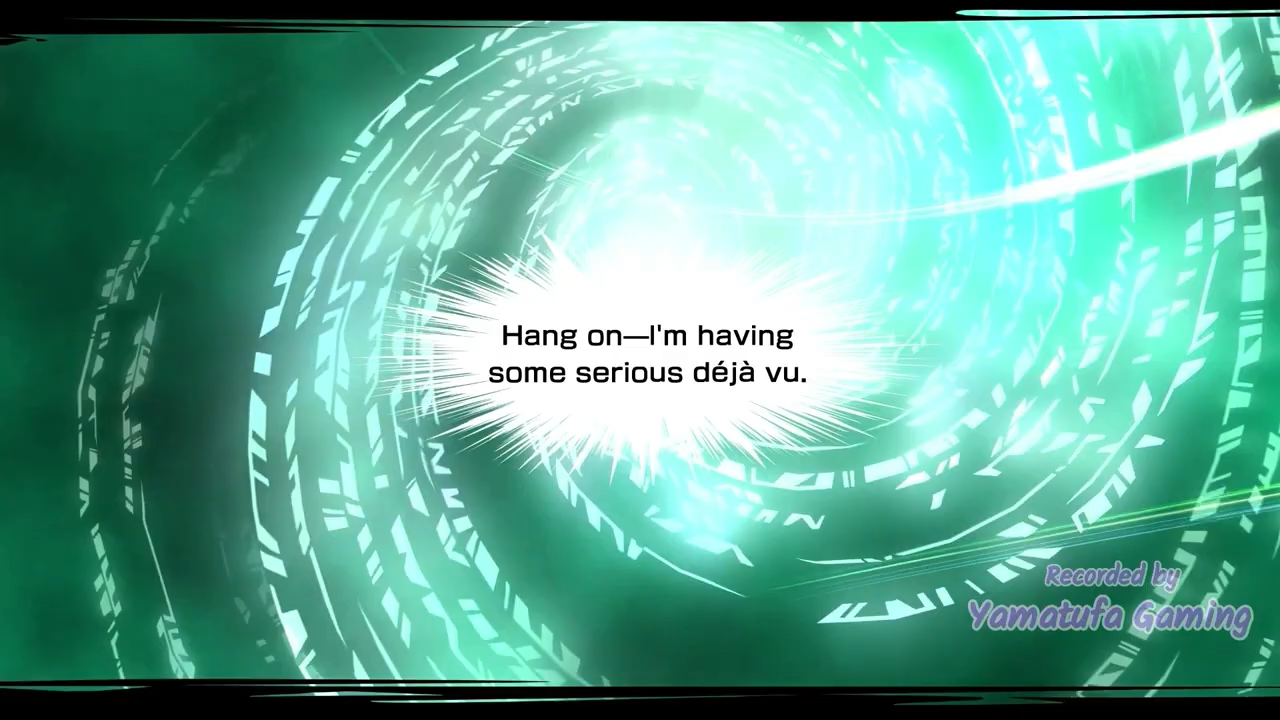 Hang on—I'm having
some serious déjà vu.
Recorded by
Yamatufa Gaming